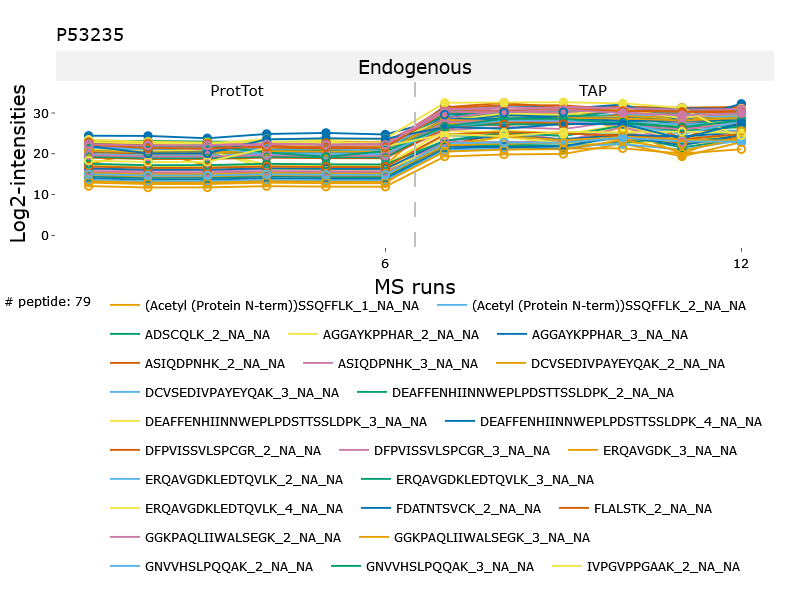 P53235
Endogenous
ProtTot TAP
Log2-intensities
30
20
10
0
6 12
MS runs
# peptide: 79
(Acetyl (Protein N-term))SSQFFLK_1_NA_NA (Acetyl (Protein N-term))SSQFFLK_2_NA_NA
ADSCQLK_2_NA_NA AGGAYKPPHAR_2_NA_NA AGGAYKPPHAR_3_NA_NA
ASIQDPNHK_2_NA_NA ASIQDPNHK_3_NA_NA DCVSEDIVPAYEYQAK_2_NA_NA
DCVSEDIVPAYEYQAK_3_NA_NA DEAFFENHIINNWEPLPDSTTSSLDPK_2_NA_NA
DEAFFENHIINNWEPLPDSTTSSLDPK_3_NA_NA DEAFFENHIINNWEPLPDSTTSSLDPK_4_NA_NA
DFPVISSVLSPCGR_2_NA_NA DFPVISSVLSPCGR_3_NA_NA ERQAVGDK_3_NA_NA
ERQAVGDKLEDTQVLK_2_NA_NA ERQAVGDKLEDTQVLK_3_NA_NA
ERQAVGDKLEDTQVLK_4_NA_NA FDATNTSVCK_2_NA_NA FLALSTK_2_NA_NA
GGKPAQLIIWALSEGK_2_NA_NA GGKPAQLIIWALSEGK_3_NA_NA
GNVVHSLPQQAK_2_NA_NA GNVVHSLPQQAK_3_NA_NA IVPGVPPGAAK_2_NA_NA